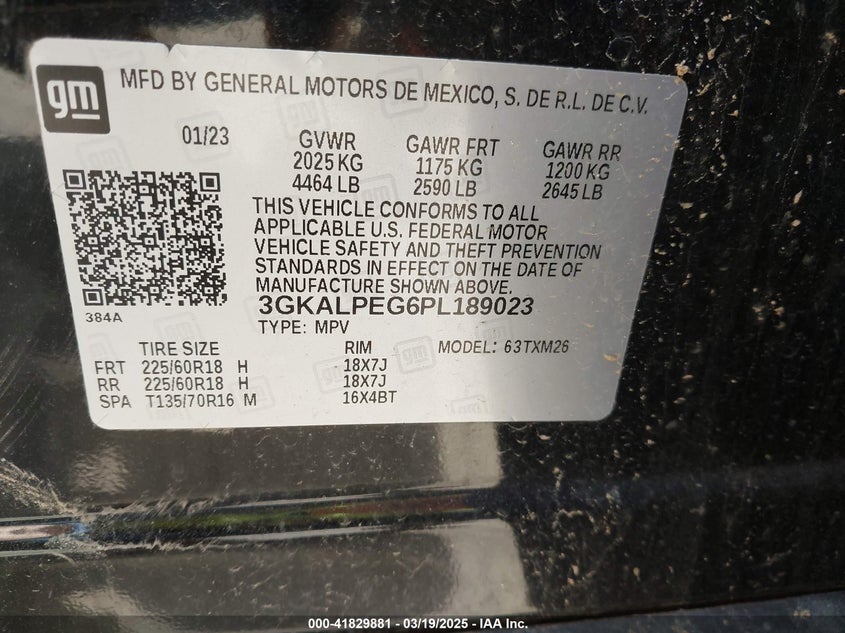 gm
MFD BY GENERAL MOTORS DE MEXICO, S. DE R.L. DE C.V.
01/23 GVWR GAWR FRT GAWR RR
2025 KG 1175 KG 1200 KG
4464 LB 2590 LB 2645 LB
THIS VEHICLE CONFORMS TO ALL
APPLICABLE U.S. FEDERAL MOTOR
VEHICLE SAFETY AND THEFT PREVENTION
STANDARDS IN EFFECT ON THE DATE OF
MANUFACTURE SHOWN ABOVE.
3GKALPEG6PL189023
384A
TYPE: MPV
TIRE SIZE RIM MODEL: 63TXM26
FRT 225/60R18 H 18X7J
RR 225/60R18 H 18X7J
SPA T135/70R16 M 16X4BT
000-41829881 - 03/19/2025 - IAA Inc.